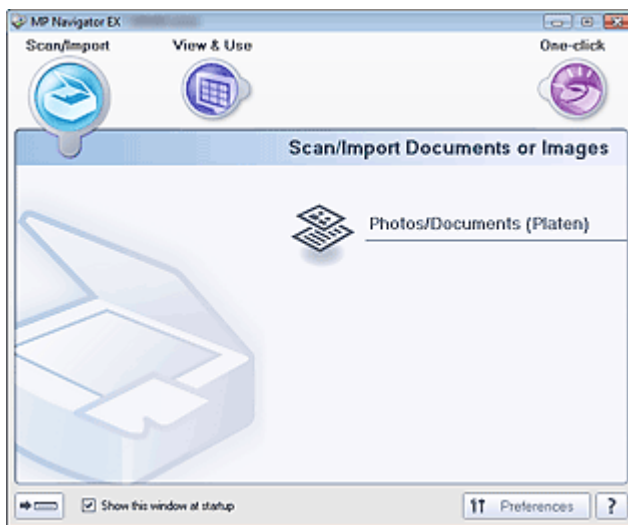 MP Navigator EX
Scan/Import
View & Use
One-click
Scan/Import Documents or Images
Photos/Documents (Platen)
Show this window at startup
Preferences
?